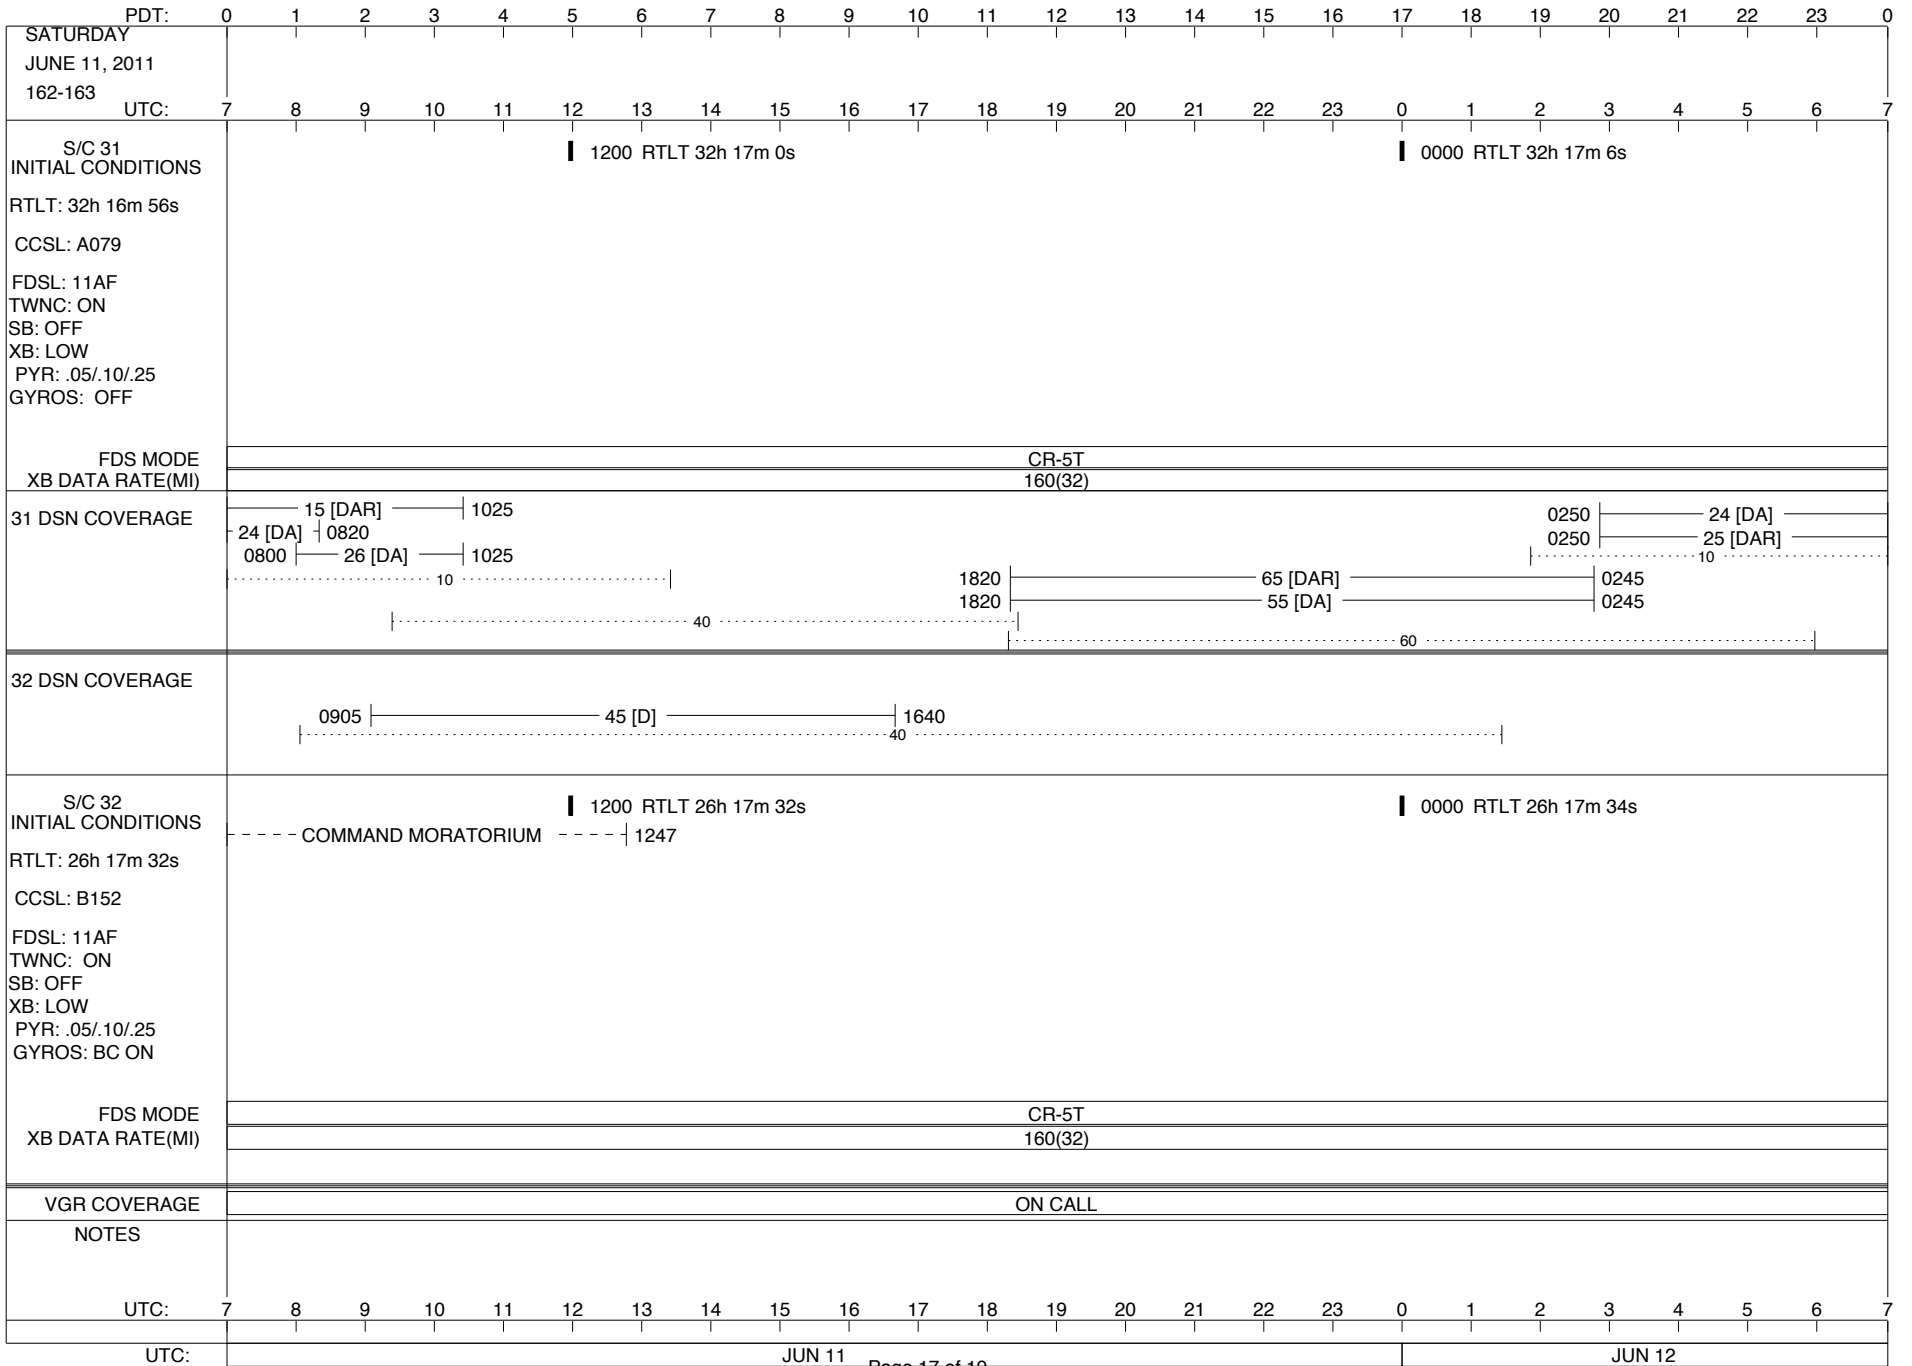 PDT: 0 1 2 3 4 5 6 7 8 9 10 11 12 13 14 15 16 17 18 19 20 21 22 23 0
SATURDAY
JUNE 11, 2011
162-163
UTC: 7 8 9 10 11 12 13 14 15 16 17 18 19 20 21 22 23 0 1 2 3 4 5 6 7
S/C 31
INITIAL CONDITIONS
1200 RTLT 32h 17m 0s
0000 RTLT 32h 17m 6s
RTLT: 32h 16m 56s
CCSL: A079
FDSL: 11AF
TWNC: ON
SB: OFF
XB: LOW
PYR: .05/.10/.25
GYROS: OFF
FDS MODE CR-5T
XB DATA RATE(MI) 160(32)
31 DSN COVERAGE
15 [DAR] 1025
24 [DA] 0820
0800 26 [DA] 1025
10
0250 24 [DA]
0250 25 [DAR]
10
1820 65 [DAR] 0245
1820 55 [DA] 0245
40
60
32 DSN COVERAGE
0905 45 [D] 1640
40
S/C 32
INITIAL CONDITIONS
1200 RTLT 26h 17m 32s
0000 RTLT 26h 17m 34s
COMMAND MORATORIUM 1247
RTLT: 26h 17m 32s
CCSL: B152
FDSL: 11AF
TWNC: ON
SB: OFF
XB: LOW
PYR: .05/.10/.25
GYROS: BC ON
FDS MODE CR-5T
XB DATA RATE(MI) 160(32)
VGR COVERAGE ON CALL
NOTES
UTC: 7 8 9 10 11 12 13 14 15 16 17 18 19 20 21 22 23 0 1 2 3 4 5 6 7
UTC: JUN 11 JUN 12
Page 17 of 19